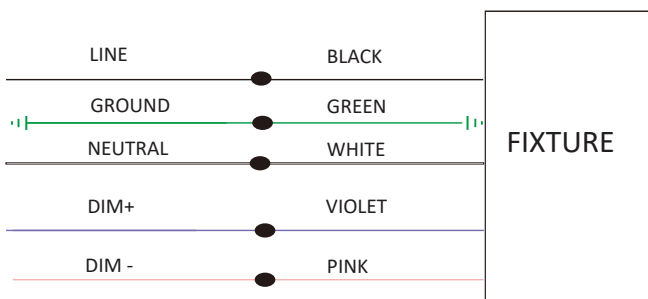 LINE BLACK
GROUND GREEN
NEUTRAL WHITE
FIXTURE
DIM+ VIOLET
DIM - PINK